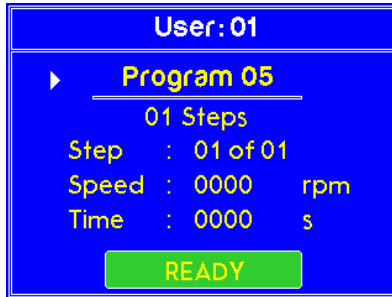 User: 01
Program 05
01 Steps
Step : 01 of 01
Speed : 0000 rpm
Time : 0000 s
READY